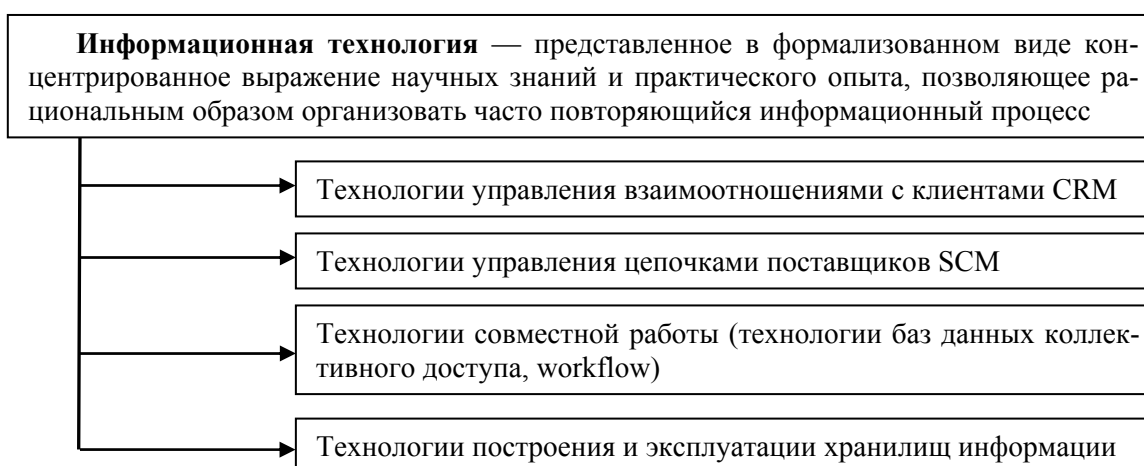 Информационная технология — представленное в формализованном виде кон-
центрированное выражение научных знаний и практического опыта, позволяющее ра-
циональным образом организовать часто повторяющийся информационный процесс
Технологии управления взаимоотношениями с клиентами CRM
Технологии управления цепочками поставщиков SCM
Технологии совместной работы (технологии баз данных коллек-
тивного доступа, workflow)
Технологии построения и эксплуатации хранилищ информации